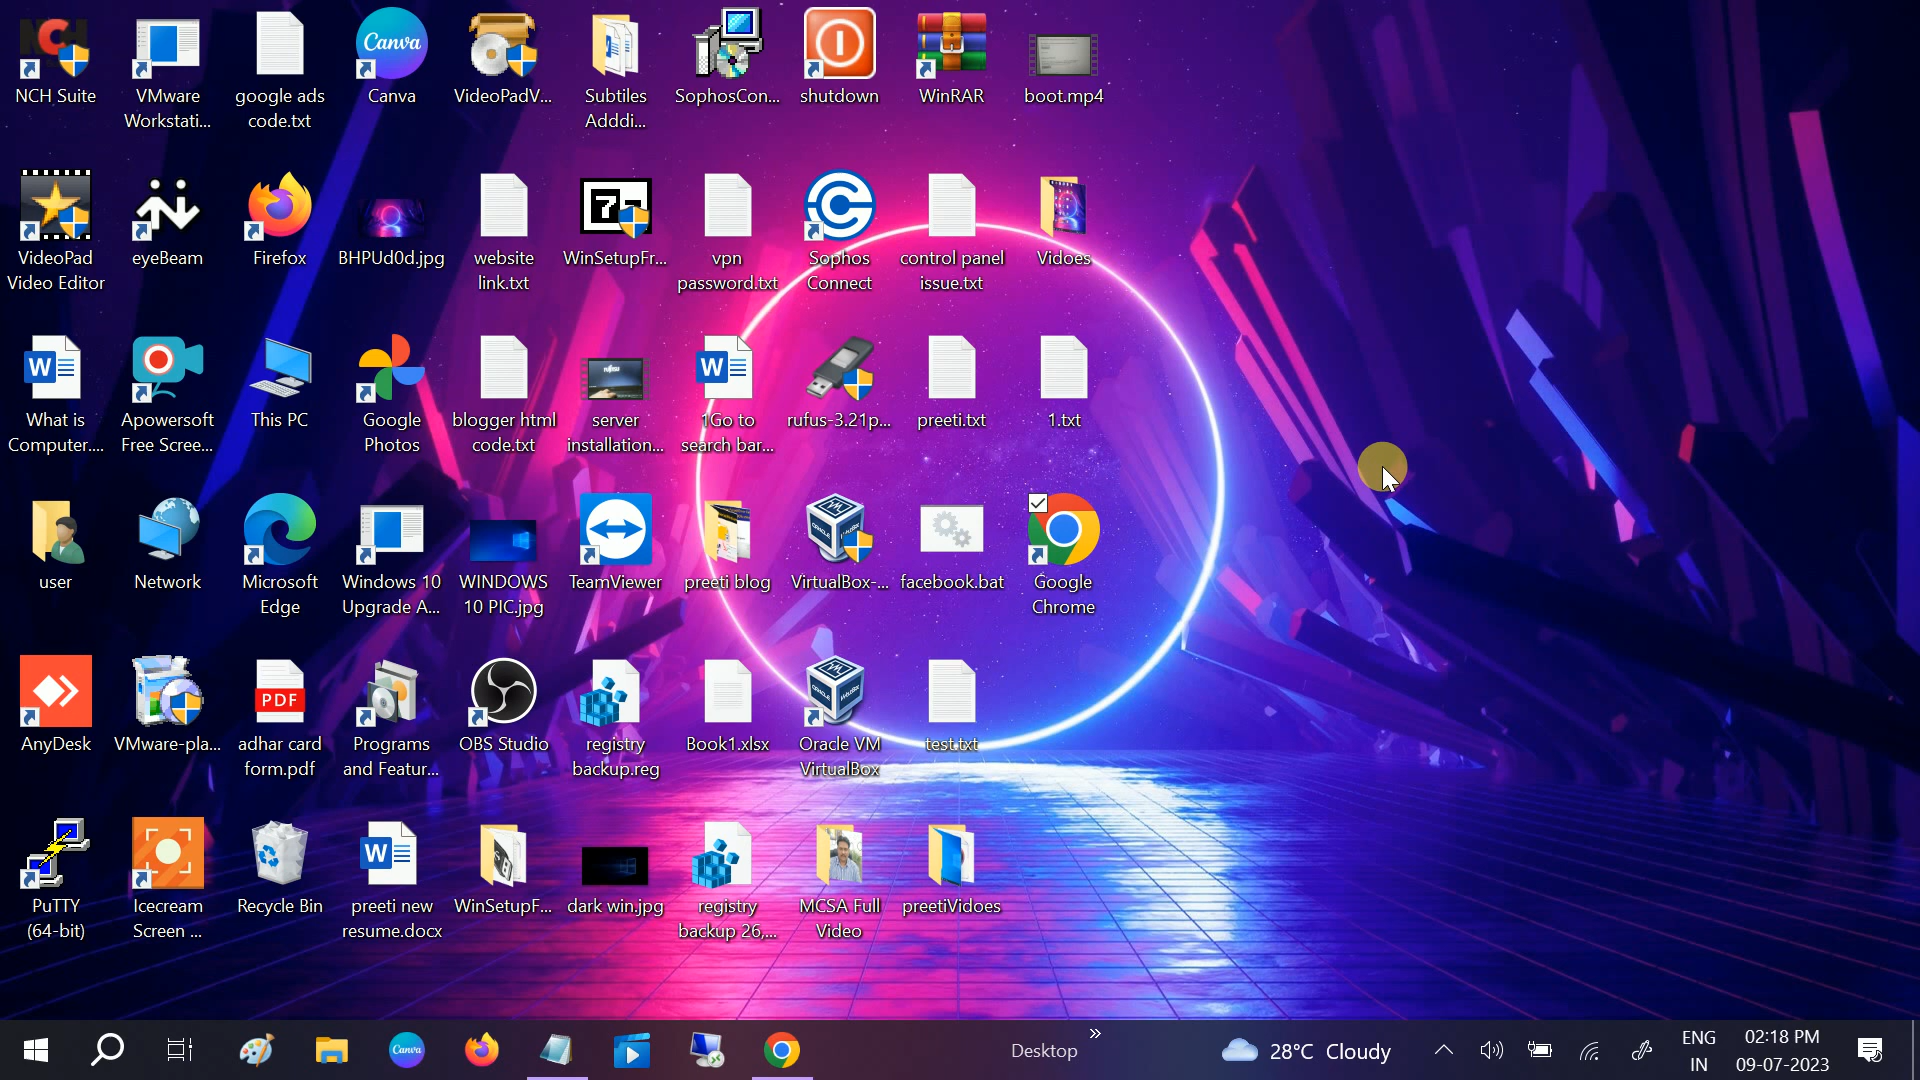 NCH Suite
VMware
Workstati...
google ads
code.txt
Canva
Canva
VideoPadV...
Subtiles
Adddi...
SophosCon...
shutdown
WinRAR
boot.mp4
VideoPad
Video Editor
eyeBeam
Firefox
BHPUd0d.jpg
website
link.txt
WinSetupFr...
vpn
password.txt
Sophos
Connect
control panel
issue.txt
Vidoes
What is
Computer....
Apowersoft
Free Scree...
This PC
Google
Photos
blogger html
code.txt
server
installation...
1Go to
search bar...
rufus-3.21p...
preeti.txt
1.txt
user
Network
Microsoft
Edge
Windows 10
Upgrade A...
WINDOWS
10 PIC.jpg
TeamViewer
preeti blog
VirtualBox-...
facebook.bat
Google
Chrome
AnyDesk
VMware-pla...
PDF
adhar card
form.pdf
Programs
and Featur...
OBS Studio
registry
backup.reg
Book1.xlsx
Oracle VM
VirtualBox
test.txt
PuTTY
(64-bit)
Icecream
Screen ...
Recycle Bin
preeti new
resume.docx
WinSetupF...
dark win.jpg
registry
backup 26,...
MCSA Full
Video
preetiVidoes
Canva
Desktop
28°C Cloudy
ENG
IN
02:18 PM
09-07-2023